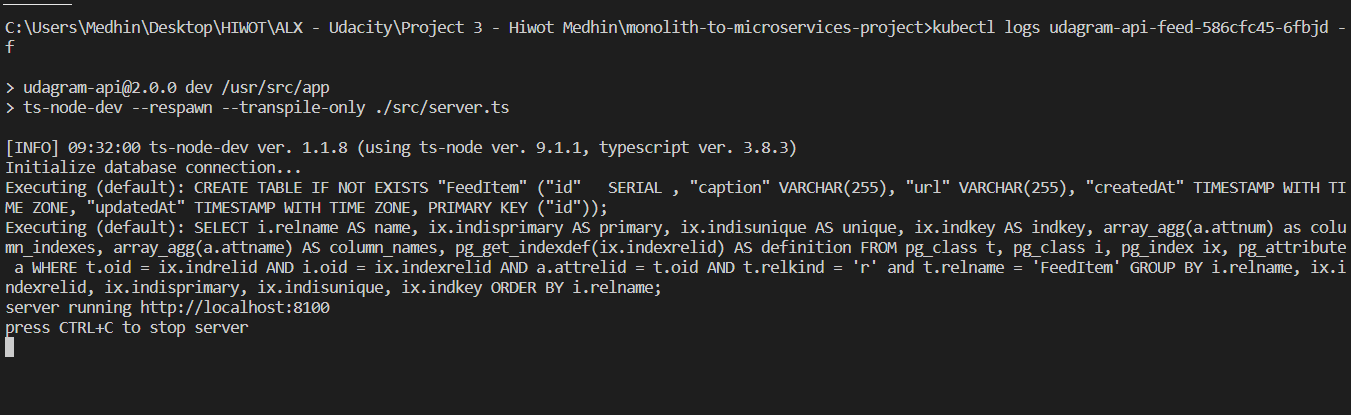 C:\Users\Medhin\Desktop\HIWOT\ALX - Udacity\Project 3 - Hiwot Medhin\monolith-to-microservices-project>kubectl logs udagram-api-feed-586cfc45-6fbjd -
f
> udagram-api@2.0.0 dev /usr/src/app
> ts-node-dev --respawn --transpile-only ./src/server.ts
[INFO] 09:32:00 ts-node-dev ver. 1.1.8 (using ts-node ver. 9.1.1, typescript ver. 3.8.3)
Initialize database connection...
Executing (default): CREATE TABLE IF NOT EXISTS "FeedItem" ("id"   SERIAL , "caption" VARCHAR(255), "url" VARCHAR(255), "createdAt" TIMESTAMP WITH TI
ME ZONE, "updatedAt" TIMESTAMP WITH TIME ZONE, PRIMARY KEY ("id"));
Executing (default): SELECT i.relname AS name, ix.indisprimary AS primary, ix.indisunique AS unique, ix.indkey AS indkey, array_agg(a.attnum) as colu
mn_indexes, array_agg(a.attname) AS column_names, pg_get_indexdef(ix.indexrelid) AS definition FROM pg_class t, pg_class i, pg_index ix, pg_attribute
 a WHERE t.oid = ix.indrelid AND i.oid = ix.indexrelid AND a.attrelid = t.oid AND t.relkind = 'r' and t.relname = 'FeedItem' GROUP BY i.relname, ix.i
ndexrelid, ix.indisprimary, ix.indisunique, ix.indkey ORDER BY i.relname;
server running http://localhost:8100
press CTRL+C to stop server